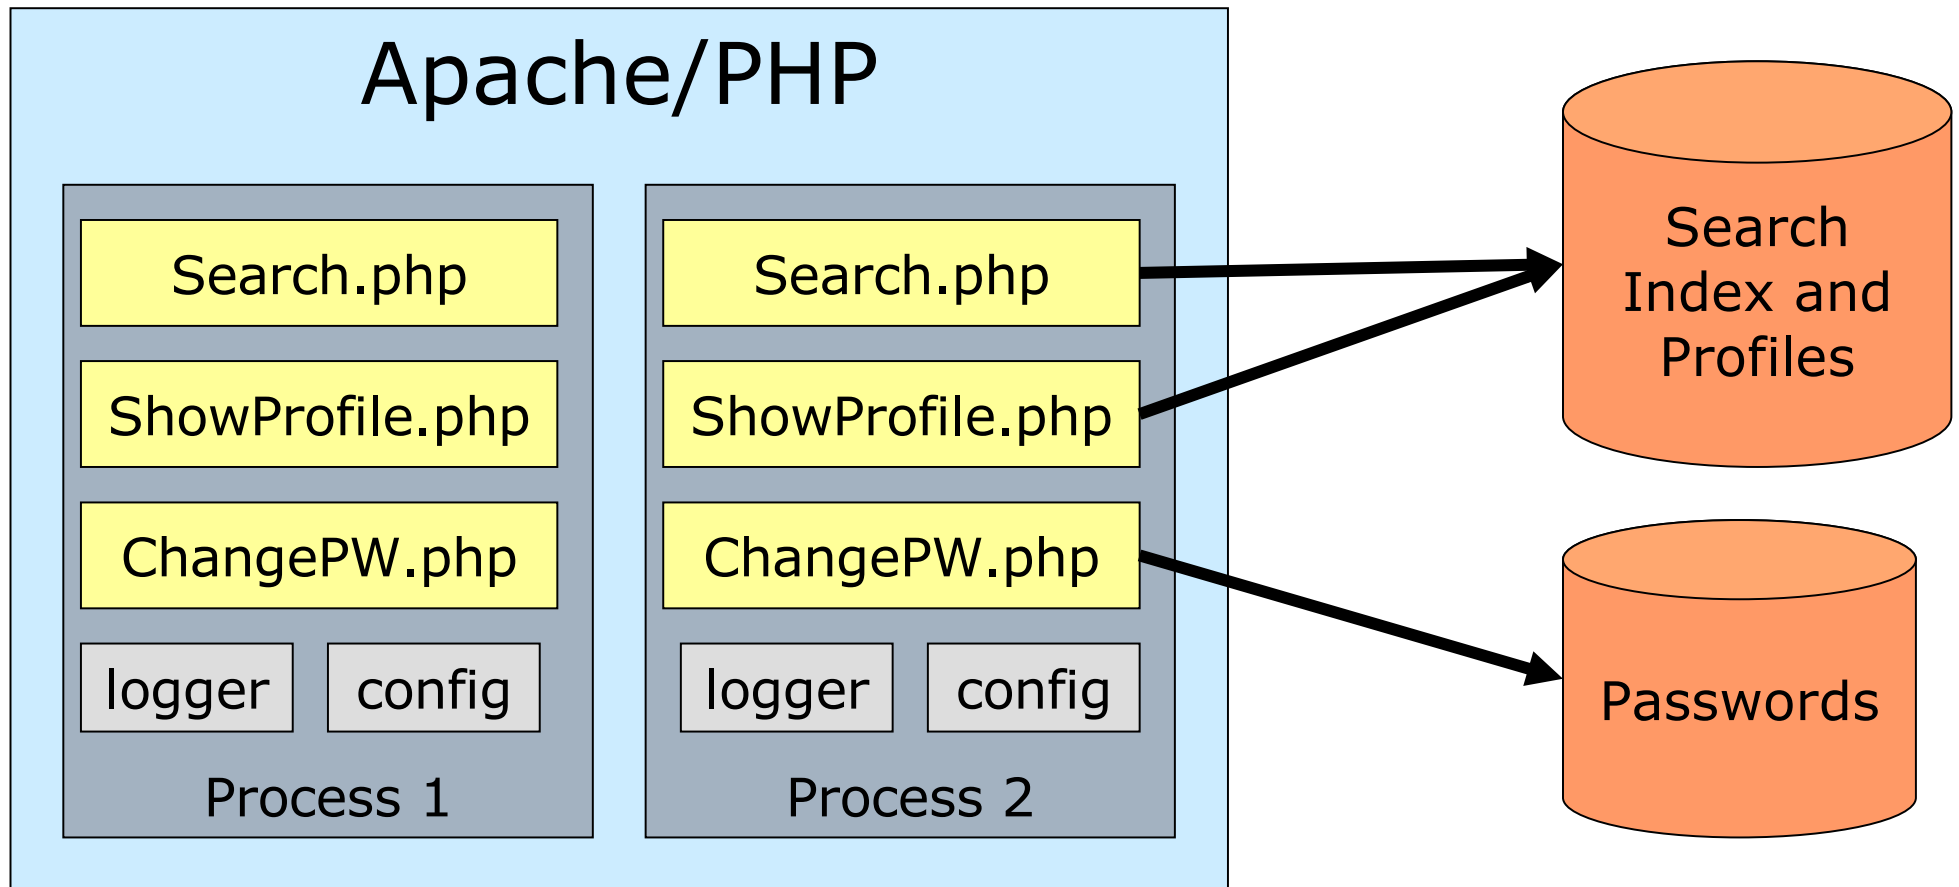 Apache/PHP
Search.php
ShowProfile.php
ChangePW.php
logger
config
Process 1
Search.php
ShowProfile.php
ChangePW.php
logger
config
Process 2
Search
Index and
Profiles
Passwords